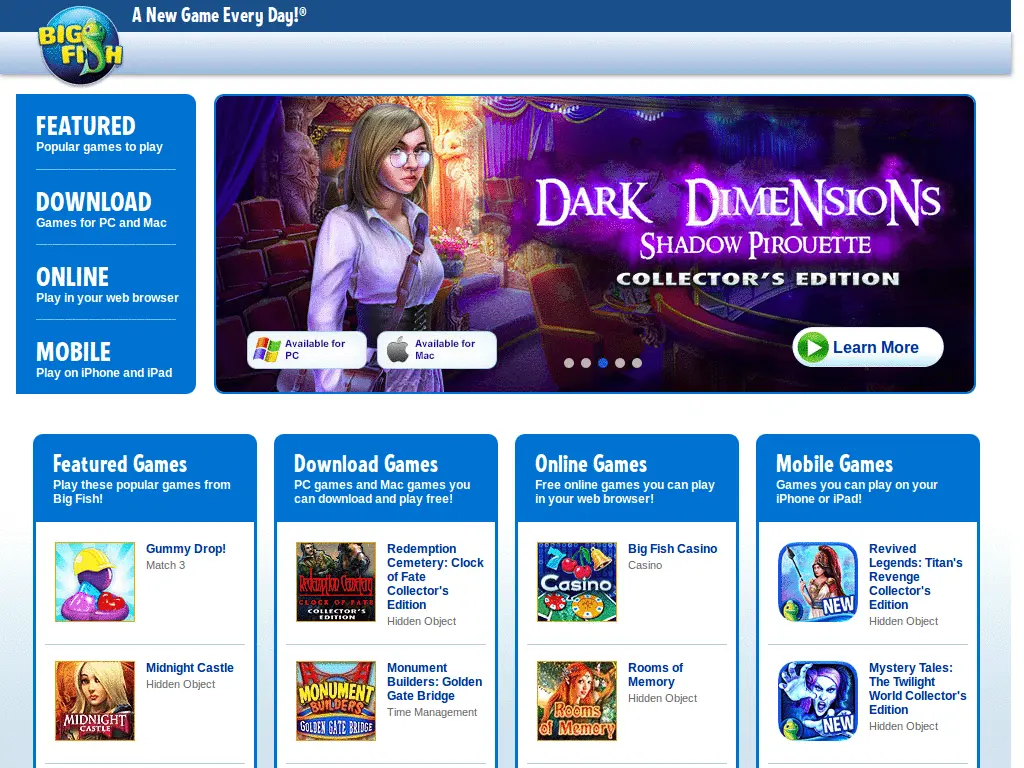 A New Game Every Day!®
BIG
FISH
FEATURED
Popular games to play
DOWNLOAD
Games for PC and Mac
ONLINE
Play in your web browser
MOBILE
Play on iPhone and iPad
DARK DIMENSIONS
SHADOW PIROUETTE
COLLECTOR'S EDITION
Available for
PC
Available for
Mac
Learn More
Featured Games
Play these popular games from
Big Fish!
Gummy Drop!
Match 3
MIDNIGHT
CASTLE
Midnight Castle
Hidden Object
Download Games
PC games and Mac games you
can download and play free!
Redemption Cemetery
CLOCK OF FATE
COLLECTOR'S
EDITION
Redemption
Cemetery: Clock
of Fate
Collector's
Edition
Hidden Object
MONUMENT
BUILDERS
GOLDEN GATE BRIDGE
Monument
Builders: Golden
Gate Bridge
Time Management
Online Games
Free online games you can play
in your web browser!
7
Casino
Big Fish Casino
Casino
Rooms
of Memory
Rooms of
Memory
Hidden Object
Mobile Games
Games you can play on your
iPhone or iPad!
NEW
Revived
Legends: Titan's
Revenge
Collector's
Edition
Hidden Object
NEW
Mystery Tales:
The Twilight
World Collector's
Edition
Hidden Object